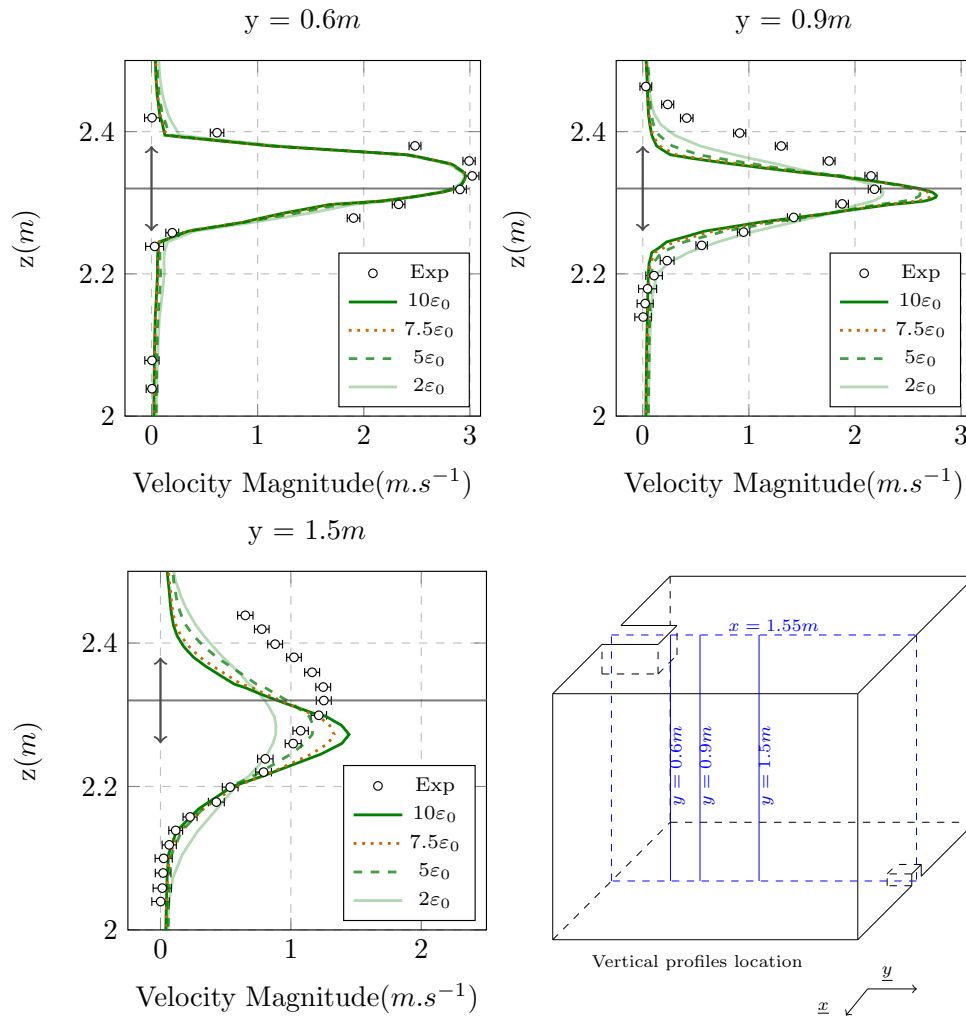 y = 0.6m
2.4
2.2
2
z(m)
0 1 2 3
Velocity Magnitude(m.s⁻¹)
Exp
10ε₀
7.5ε₀
5ε₀
2ε₀
y = 0.9m
2.4
2.2
2
z(m)
0 1 2 3
Velocity Magnitude(m.s⁻¹)
Exp
10ε₀
7.5ε₀
5ε₀
2ε₀
y = 1.5m
2.4
2.2
2
z(m)
0 1 2
Velocity Magnitude(m.s⁻¹)
Exp
10ε₀
7.5ε₀
5ε₀
2ε₀
x = 1.55m
y = 0.6m
y = 0.9m
y = 1.5m
Vertical profiles location
y
x